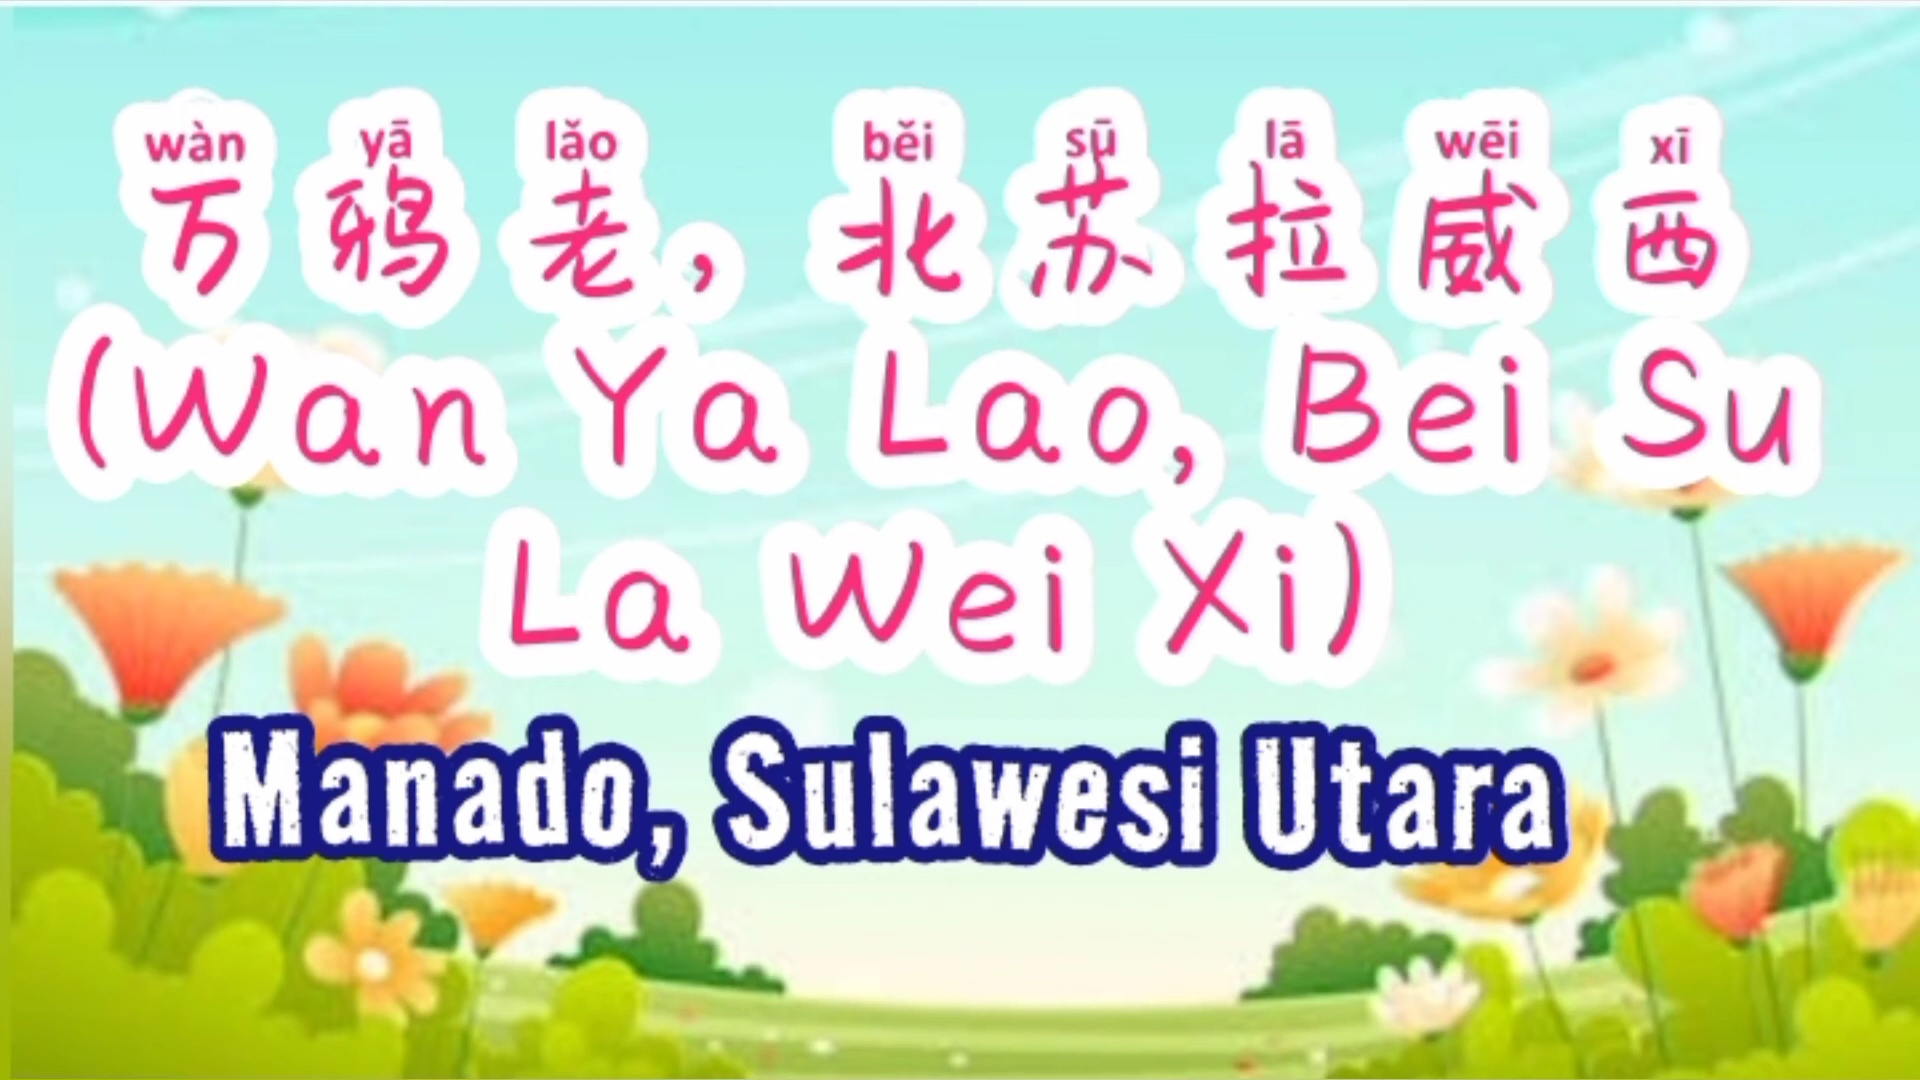 wàn yā lǎo běi sū lā wēi xī
万鸦老，北苏拉威西
(Wan Ya Lao, Bei Su
La Wei Xi)
Manado, Sulawesi Utara